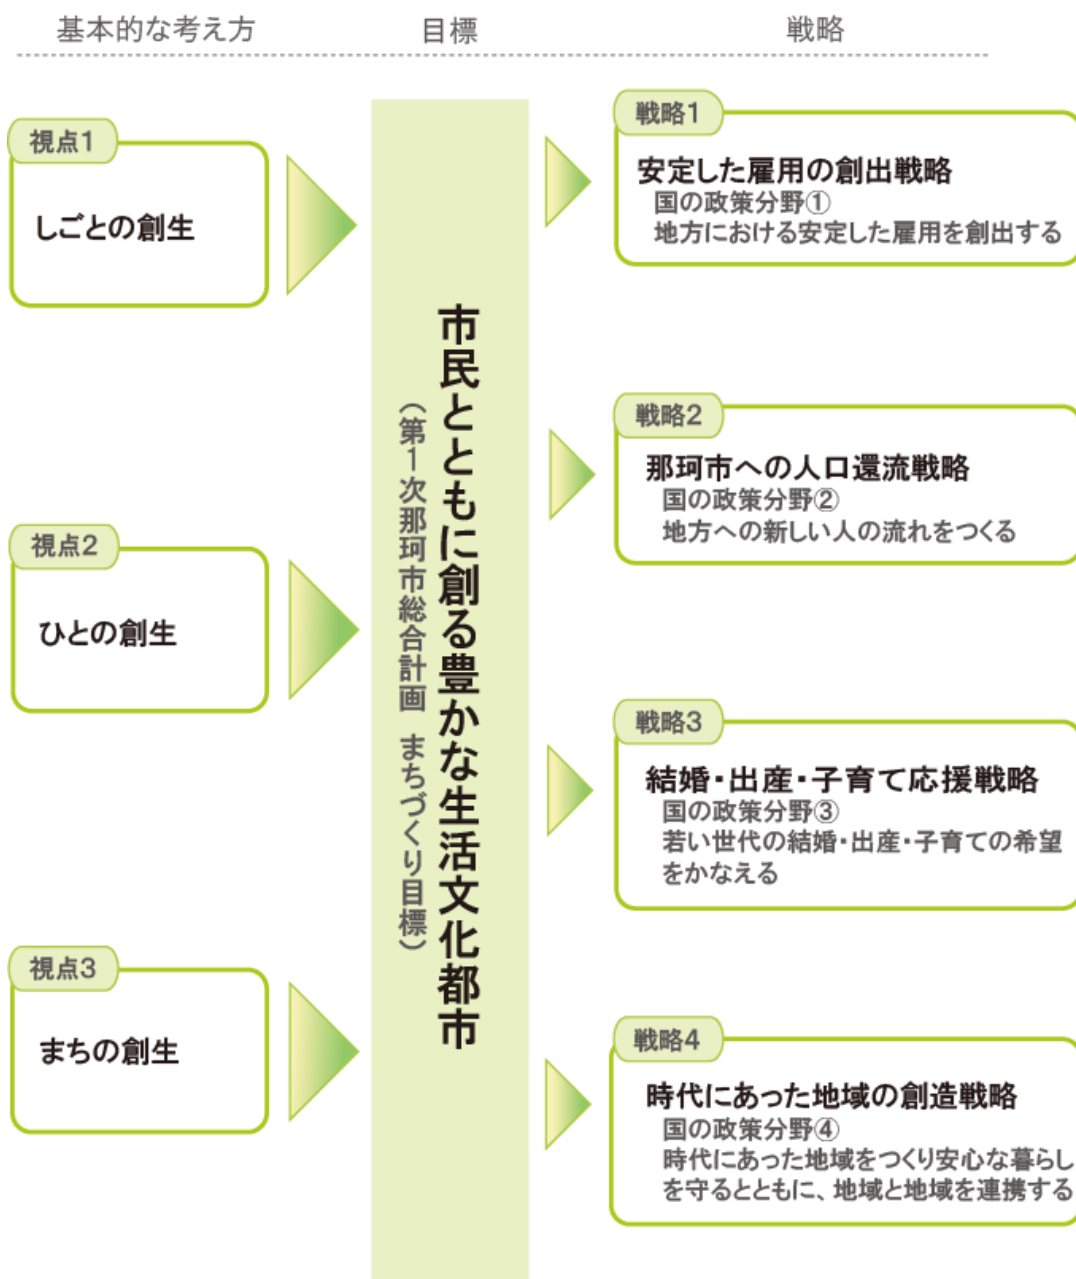 基本的な考え方
目標
戦略
視点1
しごとの創生
視点2
ひとの創生
視点3
まちの創生
市民とともに創る豊かな生活文化都市
（第1次那珂市総合計画 まちづくり目標）
戦略1
安定した雇用の創出戦略
国の政策分野①
地方における安定した雇用を創出する
戦略2
那珂市への人口還流戦略
国の政策分野②
地方への新しい人の流れをつくる
戦略3
結婚・出産・子育て応援戦略
国の政策分野③
若い世代の結婚・出産・子育ての希望
をかなえる
戦略4
時代にあった地域の創造戦略
国の政策分野④
時代にあった地域をつくり安心な暮らし
を守るとともに、地域と地域を連携する